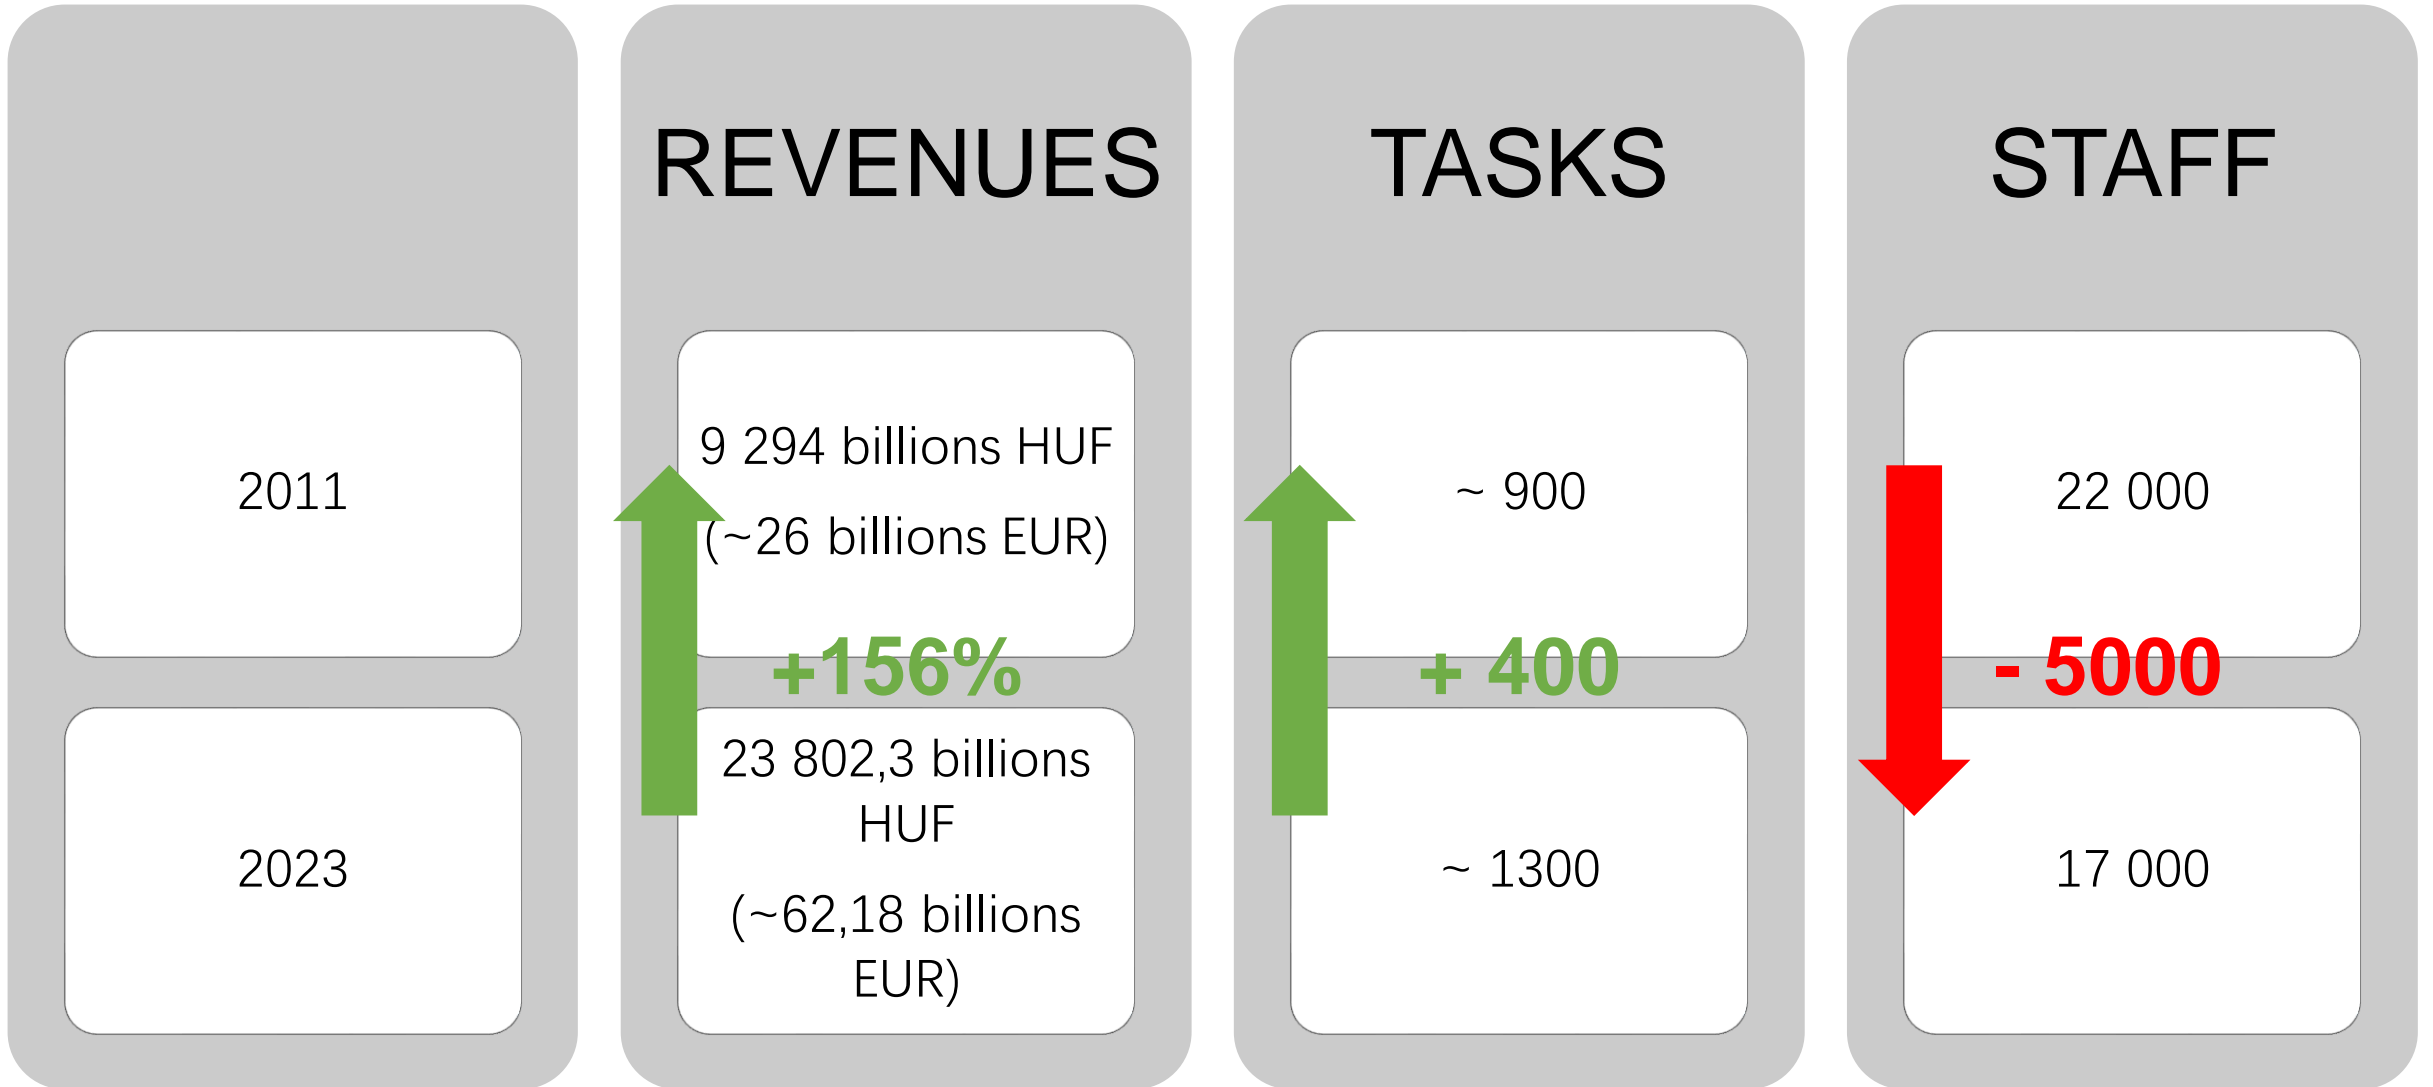 REVENUES
TASKS
STAFF
2011
9 294 billions HUF
(~26 billions EUR)
~ 900
22 000
+156%
+ 400
- 5000
2023
23 802,3 billions
HUF
(~62,18 billions
EUR)
~ 1300
17 000